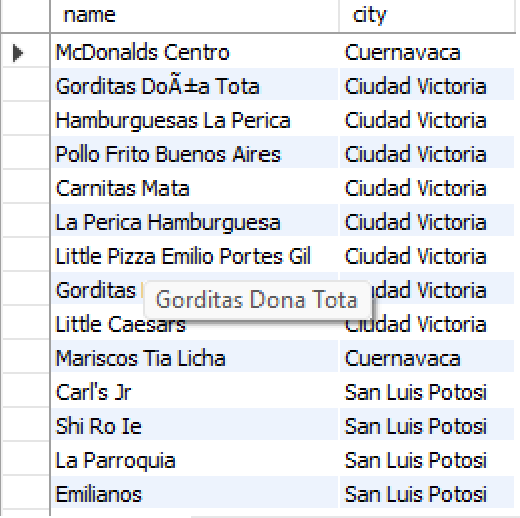 name city
McDonalds Centro Cuernavaca
Gorditas DoÃ±a Tota Ciudad Victoria
Hamburguesas La Perica Ciudad Victoria
Pollo Frito Buenos Aires Ciudad Victoria
Carnitas Mata Ciudad Victoria
La Perica Hamburguesa Ciudad Victoria
Little Pizza Emilio Portes Gil Ciudad Victoria
Gorditas Gorditas Dona Tota dad Victoria
Little Caesars Ciudad Victoria
Mariscos Tia Licha Cuernavaca
Carl's Jr San Luis Potosi
Shi Ro Ie San Luis Potosi
La Parroquia San Luis Potosi
Emilianos San Luis Potosi